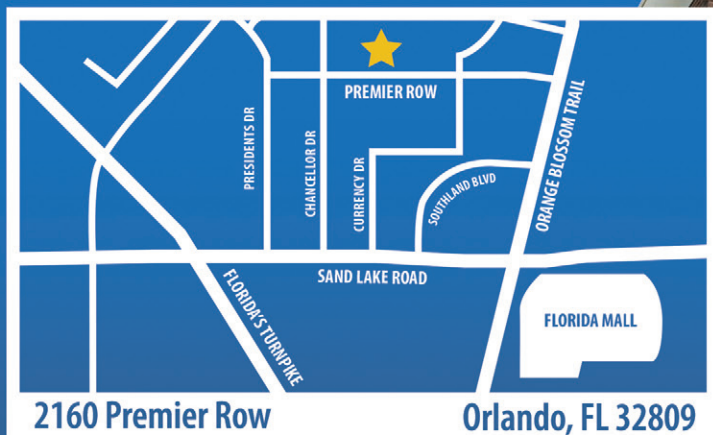 PREMIER ROW
PRESIDENTS DR
CHANCELLOR DR
CURRENCY DR
SOUTHLAND BLVD
ORANGE BLOSSOM TRAIL
SAND LAKE ROAD
FLORIDA'S TURNPIKE
FLORIDA MALL
2160 Premier Row
Orlando, FL 32809